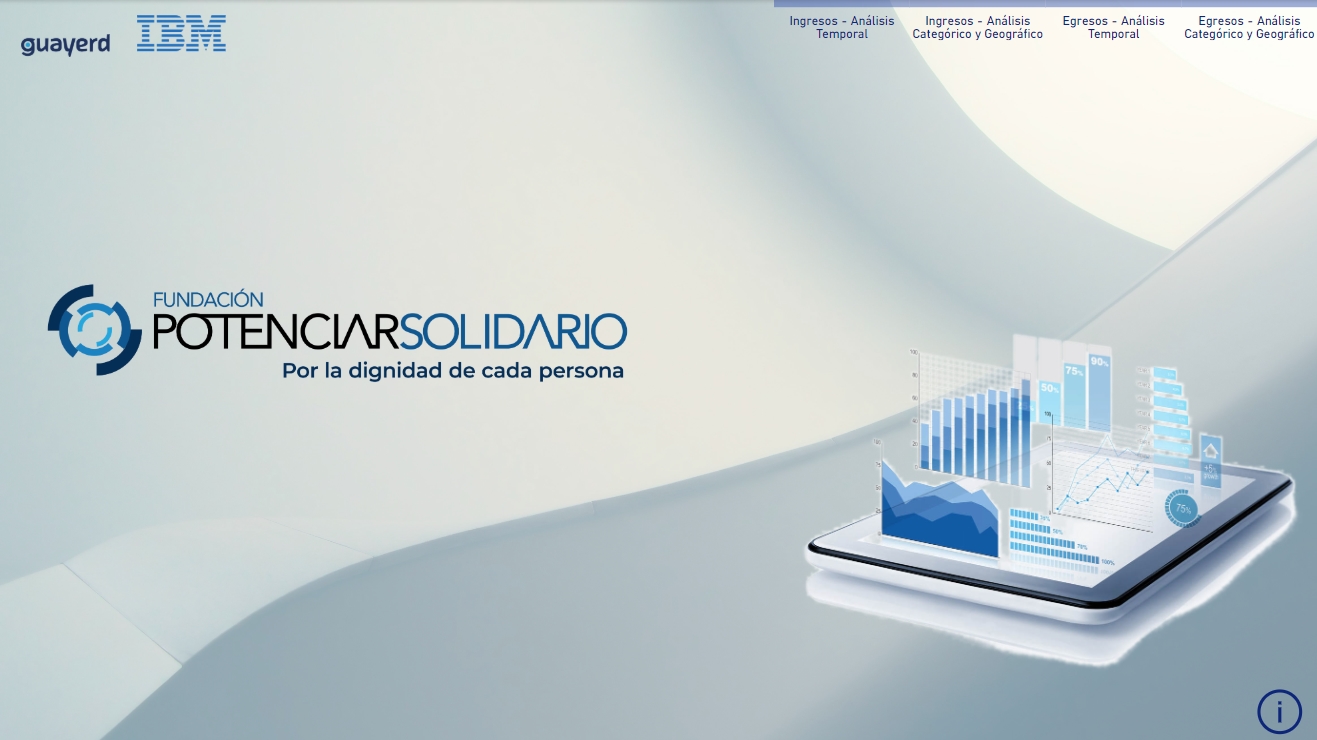 guayerd
IBM
Ingresos - Análisis
Temporal
Ingresos - Análisis
Categórico y Geográfico
Egresos - Análisis
Temporal
Egresos - Análisis
Categórico y Geográfico
FUNDACIÓN
POTENCIARSOLIDARIO
Por la dignidad de cada persona
50%
75%
90%
75%
i